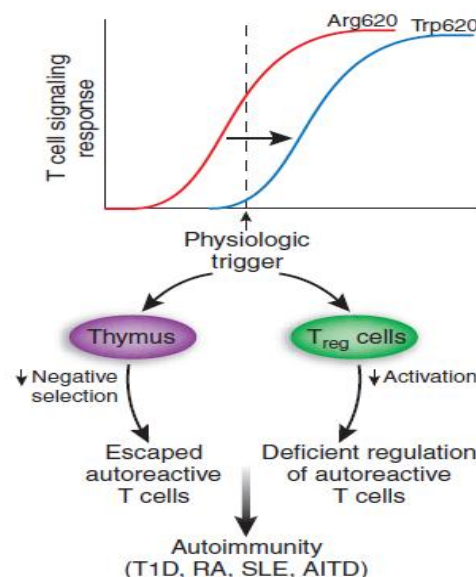 Arg620
Trp620
T cell signaling
response
Physiologic
trigger
Thymus
Treg cells
↓ Negative
selection
↓ Activation
Escaped
autoreactive
T cells
Deficient regulation
of autoreactive
T cells
Autoimmunity
(T1D, RA, SLE, AITD)